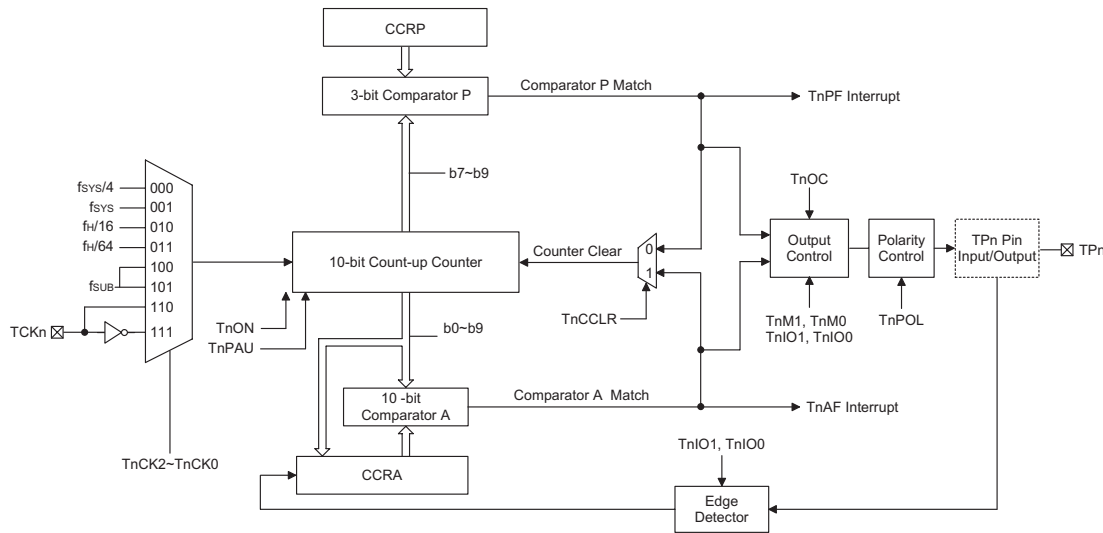 CCRP
3-bit Comparator P
Comparator P Match
TnPF Interrupt
b7~b9
TnOC
fSYS/4
000
fSYS
001
fH/16
010
fH/64
011
100
fSUB
101
110
TCKn
111
10-bit Count-up Counter
Counter Clear
0
1
Output
Control
Polarity
Control
TPn Pin
Input/Output
TPn
TnON
TnPAU
b0~b9
TnCCLR
TnM1, TnM0
TnIO1, TnIO0
TnPOL
10 -bit
Comparator A
Comparator A  Match
TnAF Interrupt
TnCK2~TnCK0
CCRA
TnIO1, TnIO0
Edge
Detector